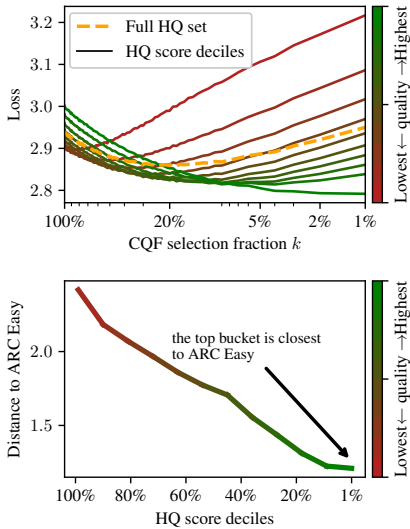 Full HQ set
HQ score deciles
Loss
3.2
3.1
3.0
2.9
2.8
100%
20%
5%
2%
1%
CQF selection fraction k
Lowest← quality →Highest
the top bucket is closest
to ARC Easy
Distance to ARC Easy
2.0
1.5
100%
80%
60%
40%
20%
1%
HQ score deciles
Lowest← quality →Highest